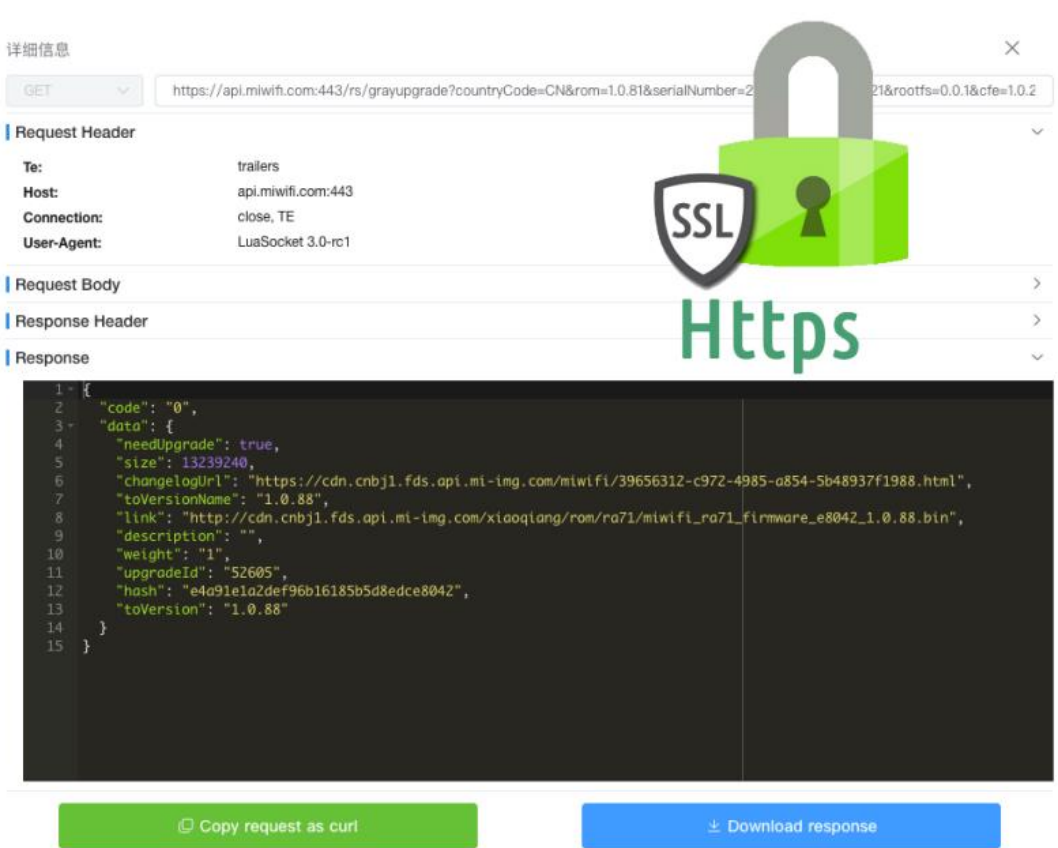 详细信息
GET
https://api.miwifi.com:443/rs/grayupgrade?countryCode=CN&rom=1.0.81&serialNumber=2 21&rootfs=0.0.1&cfe=1.0.2
Request Header
Te: trailers
Host: api.miwifi.com:443
Connection: close, TE
User-Agent: LuaSocket 3.0-rc1
SSL
Https
Request Body
Response Header
Response
1 {
2 "code": "0",
3 "data": {
4 "needUpgrade": true,
5 "size": 13239240,
6 "changelogUrl": "https://cdn.cnbj1.fds.api.mi-img.com/miwifi/39656312-c972-4985-a854-5b48937f1988.html",
7 "toVersionName": "1.0.88",
8 "link": "http://cdn.cnbj1.fds.api.mi-img.com/xiaoqiang/rom/ra71/miwifi_ra71_firmware_e8042_1.0.88.bin",
9 "description": "",
10 "weight": "1",
11 "upgradeId": "52605",
12 "hash": "e4a91e1a2def96b16185b5d8edce8042",
13 "toVersion": "1.0.88"
14 }
15 }
Copy request as curl
Download response